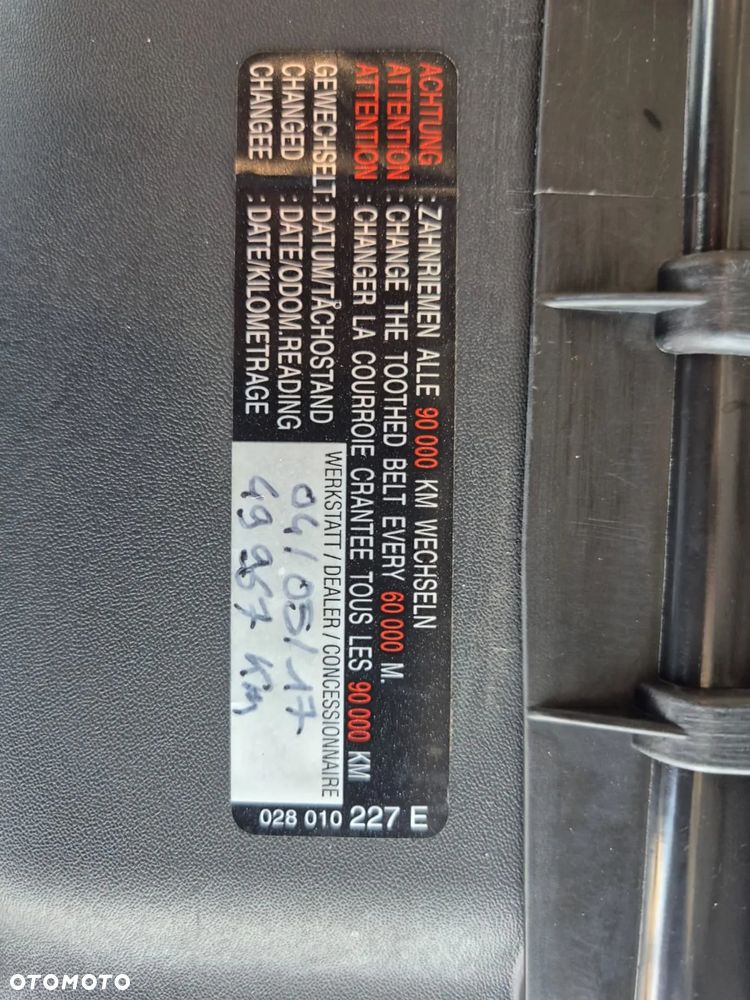 ACHTUNG : ZAHNRIEMEN ALLE 90 000 KM WECHSELN
ATTENTION : CHANGE THE TOOTHED BELT EVERY 60 000 M.
ATTENTION : CHANGER LA COURROIE CRANTEE TOUS LES 90 000 KM
WERKSTATT / DEALER / CONCESSIONNAIRE
GEWECHSELT : DATUM/TACHOSTAND
CHANGED : DATE/ODOM.READING
CHANGEE : DATE/KILOMETRAGE
04/05/17
49 967 Km
028 010 227 E
OTOMOTO